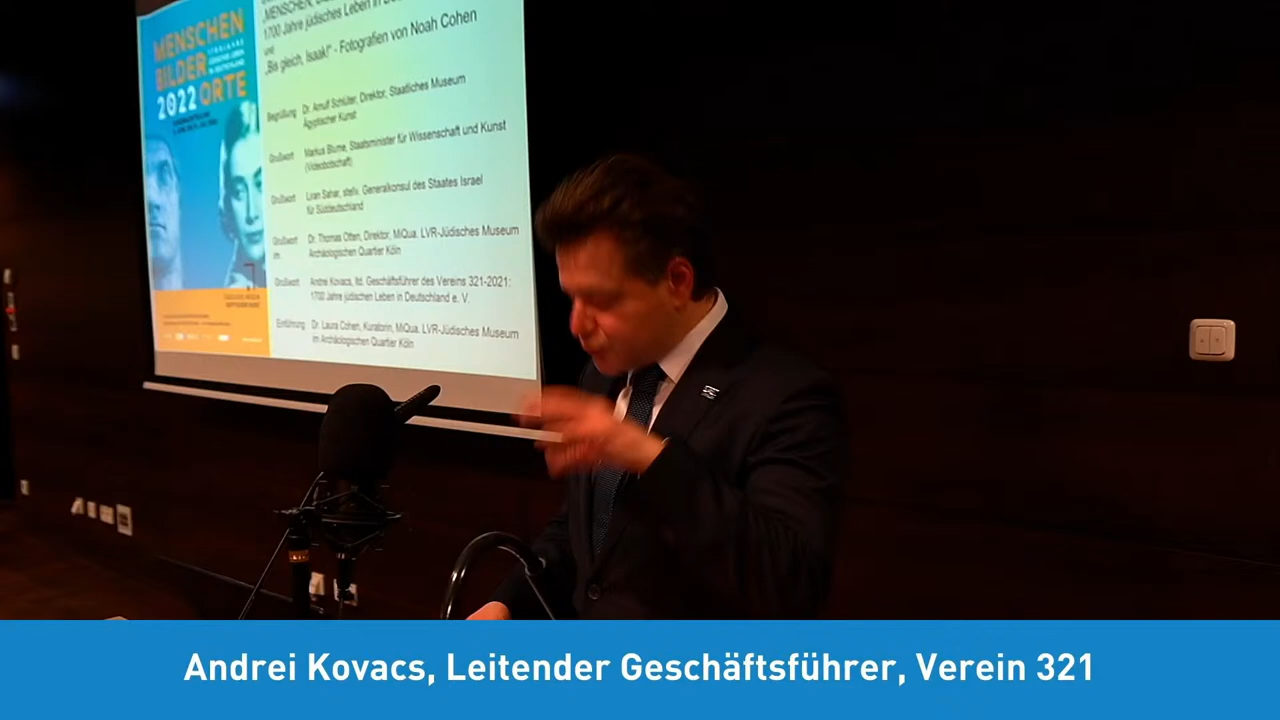 MENSCHEN
BILDER
2022 ORTE
1700 Jahre jüdisches Leben in
und
„Bis gleich, Isaak!“ - Fotografien von Noah Cohen
Begrüßung Dr. Arnulf Schlüter, Direktor, Staatliches Museum
Ägyptischer Kunst
Grußwort Markus Blume, Staatsminister für Wissenschaft und Kunst
(Videobotschaft)
Grußwort Liran Sahar, stellv. Generalkonsul des Staates Israel
für Süddeutschland
Grußwort Dr. Thomas Otten, Direktor, MiQua. LVR-Jüdisches Museum
im Archäologischen Quartier Köln
Grußwort Andrei Kovacs, ltd. Geschäftsführer des Vereins 321-2021:
1700 Jahre jüdisches Leben in Deutschland e. V.
Einführung Dr. Laura Cohen, Kuratorin, MiQua. LVR-Jüdisches Museum
im Archäologischen Quartier Köln
Andrei Kovacs, Leitender Geschäftsführer, Verein 321